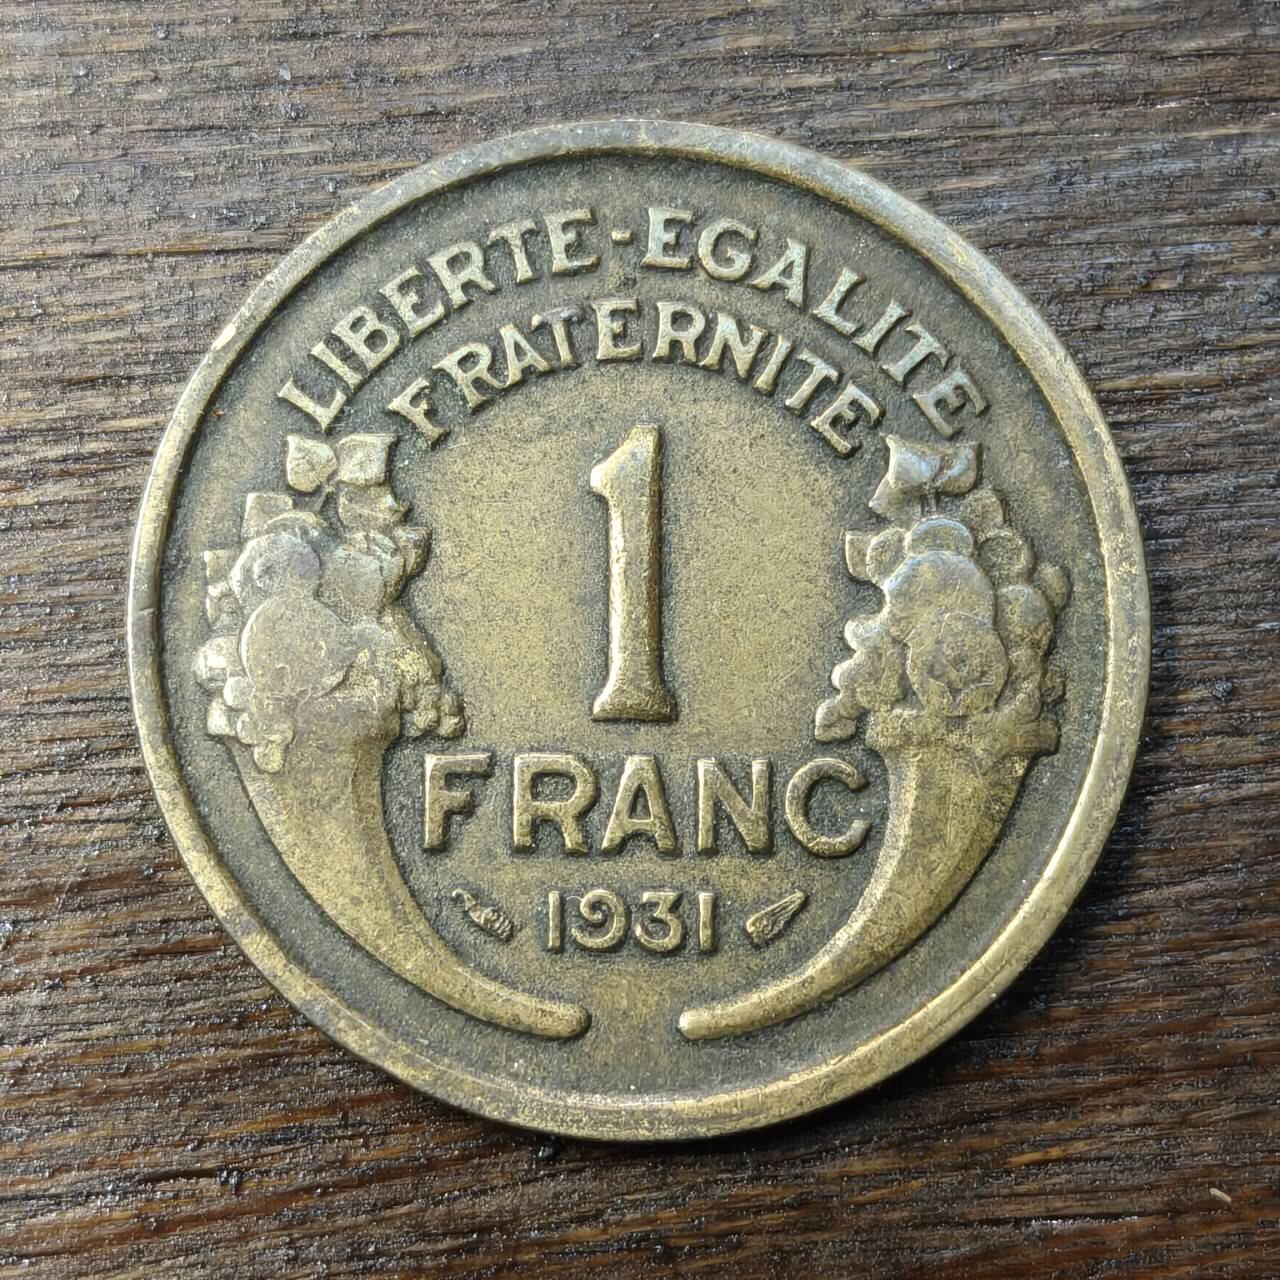 LIBERTE-EGALITE
FRATERNITE
1
FRANC
1931